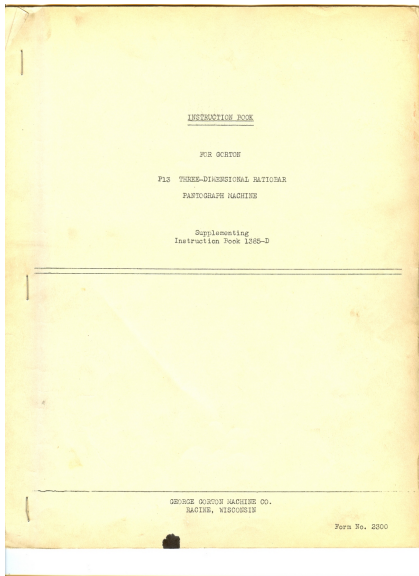 INSTRUCTION BOOK
FOR GORTON
P13 THREE-DIMENSIONAL RATIOBAR
PANTOGRAPH MACHINE
Supplementing
Instruction Book 1385-D
GEORGE GORTON MACHINE CO.
RACINE, WISCONSIN
Form No. 2300